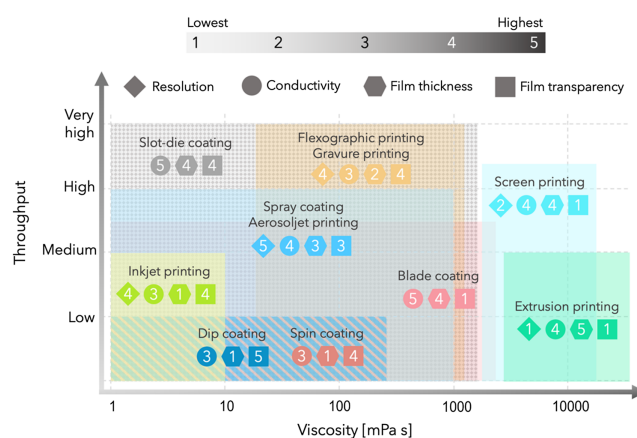 Lowest Highest
1 2 3 4 5
Resolution Conductivity Film thickness Film transparency
Throughput
Very
high
High
Medium
Low
Slot-die coating
5 4 4
Flexographic printing
Gravure printing
4 3 2 4
Screen printing
2 4 4 1
Spray coating
Aerosoljet printing
5 4 3 3
Inkjet printing
4 3 1 4
Blade coating
5 4 1
Extrusion printing
1 4 5 1
Dip coating
3 1 5
Spin coating
3 1 4
1 10 100 1000 10000
Viscosity [mPa s]